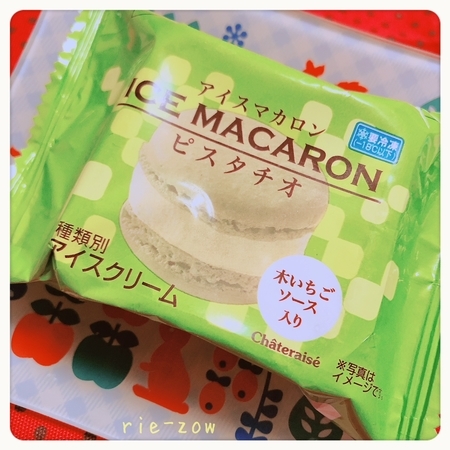 アイスマカロン
ICE MACARON
ピスタチオ
※要冷凍
(−18℃以下)
種類別
アイスクリーム
木いちご
ソース
入り
Châteraisé
※写真は
イメージです。
rie-zow